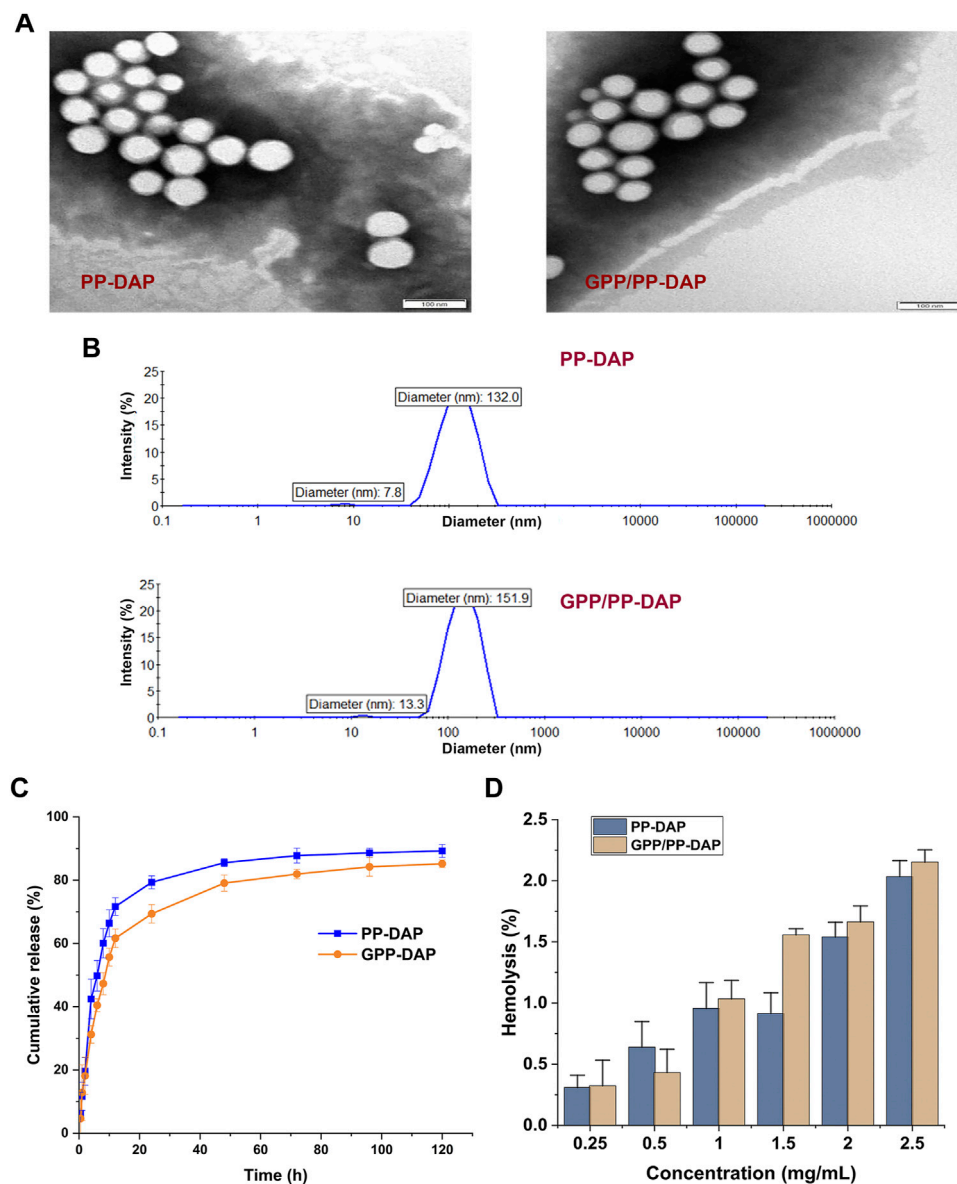 A
PP-DAP
100 nm
GPP/PP-DAP
100 nm
B
PP-DAP
Intensity (%)
25
20
15
10
5
0
Diameter (nm): 132.0
Diameter (nm): 7.8
0.1
1
10
100
1000
10000
100000
1000000
Diameter (nm)
GPP/PP-DAP
Intensity (%)
25
20
15
10
5
0
Diameter (nm): 151.9
Diameter (nm): 13.3
0.1
1
10
100
1000
10000
100000
1000000
Diameter (nm)
C
Cumulative release (%)
100
80
60
40
20
0
PP-DAP
GPP-DAP
0
20
40
60
80
100
120
Time (h)
D
Hemolysis (%)
2.5
2.0
1.5
1.0
0.5
0.0
PP-DAP
GPP/PP-DAP
0.25
0.5
1
1.5
2
2.5
Concentration (mg/mL)